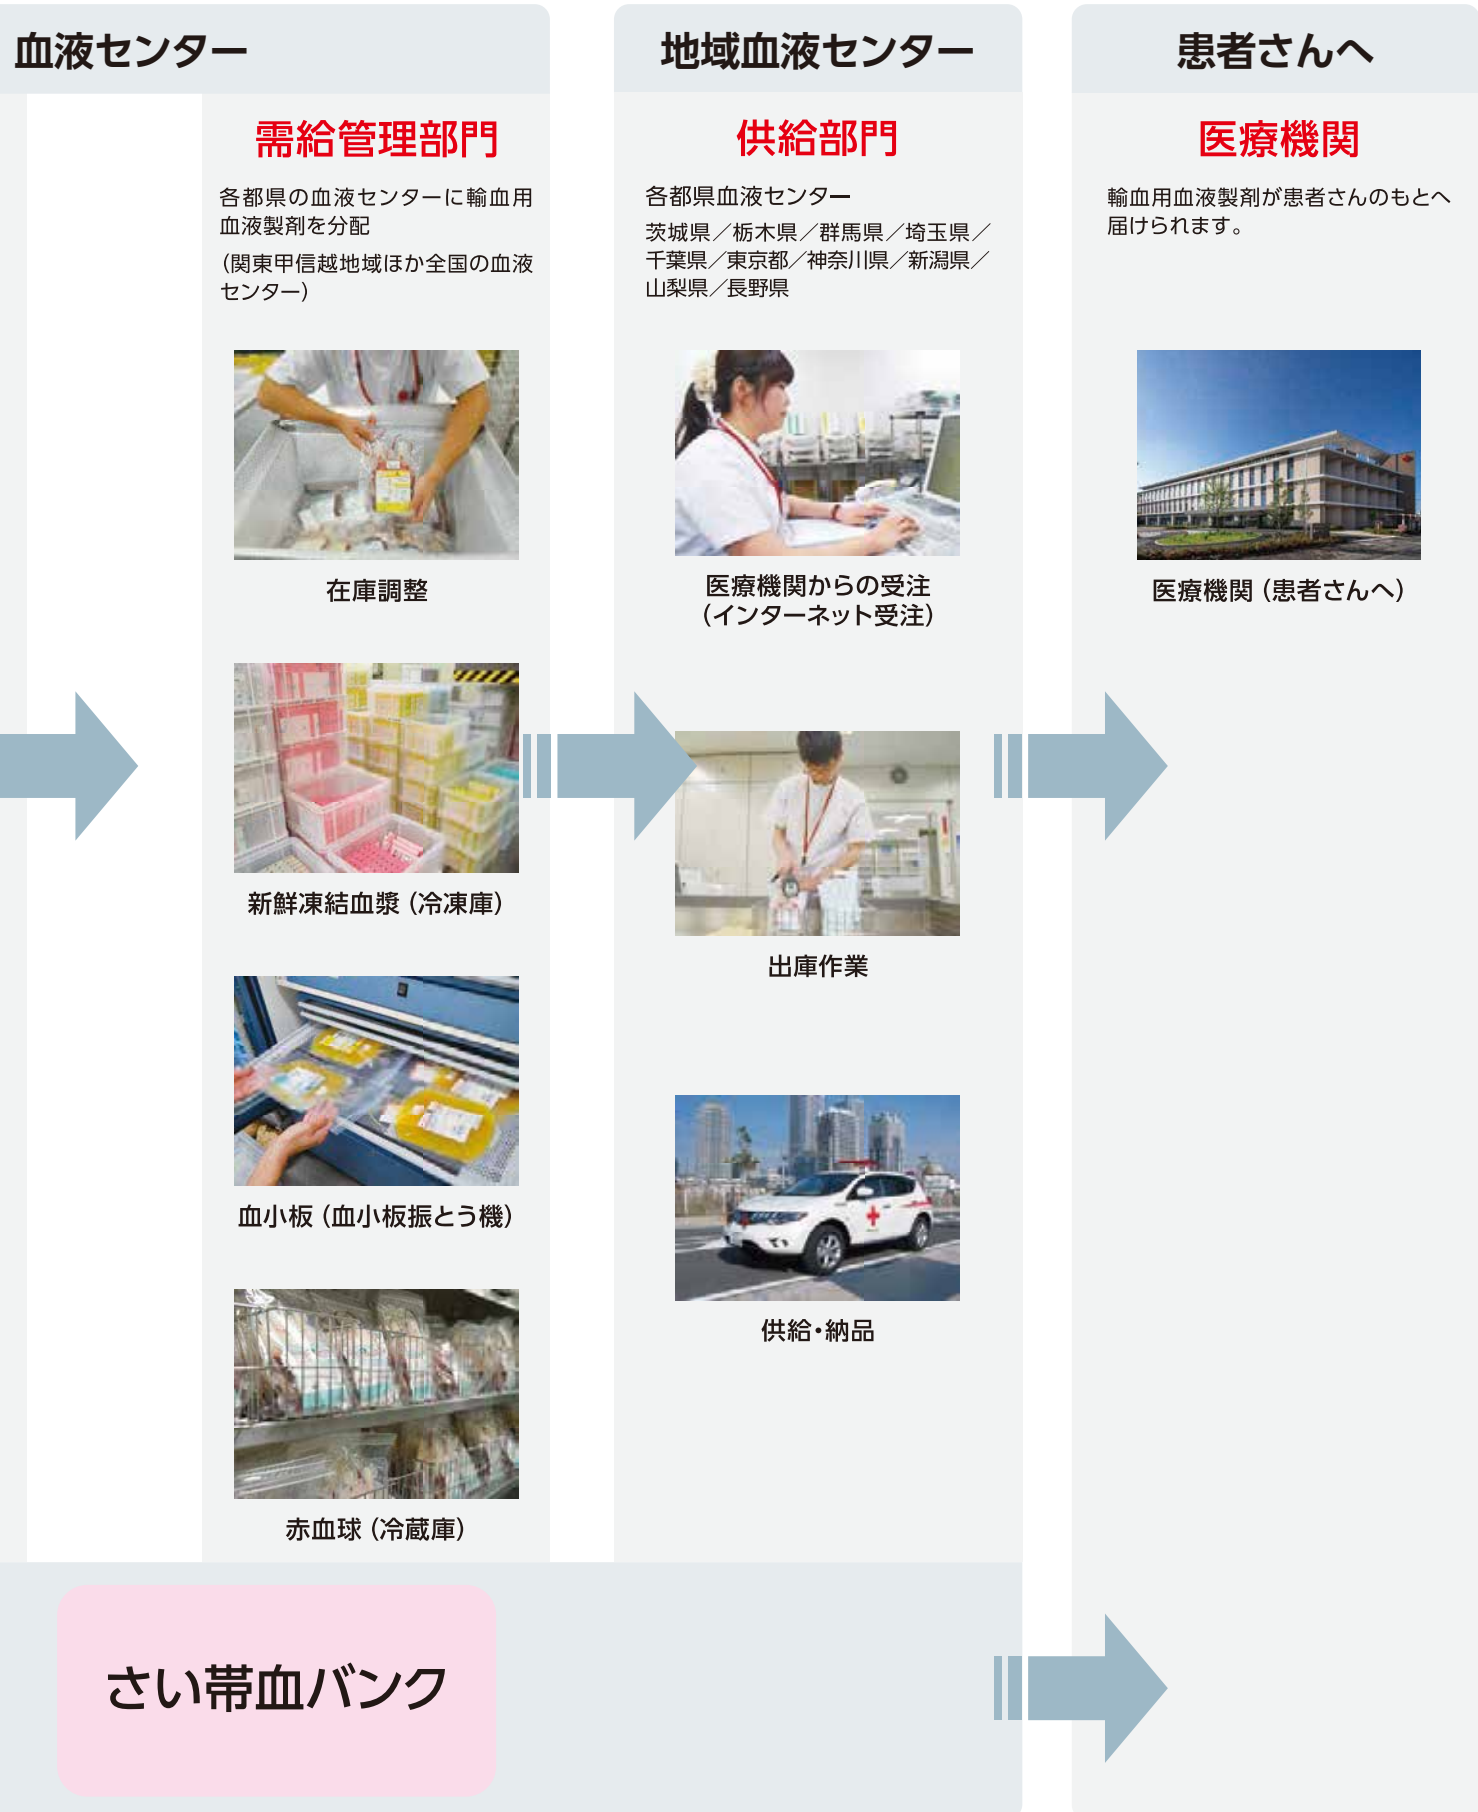 血液センター
需給管理部門
各都県の血液センターに輸血用
血液製剤を分配
（関東甲信越地域ほか全国の血液
センター）
在庫調整
新鮮凍結血漿（冷凍庫）
血小板（血小板振とう機）
赤血球（冷蔵庫）
地域血液センター
供給部門
各都県血液センター
茨城県／栃木県／群馬県／埼玉県／
千葉県／東京都／神奈川県／新潟県／
山梨県／長野県
医療機関からの受注
（インターネット受注）
出庫作業
供給・納品
患者さんへ
医療機関
輸血用血液製剤が患者さんのもとへ
届けられます。
医療機関（患者さんへ）
さい帯血バンク